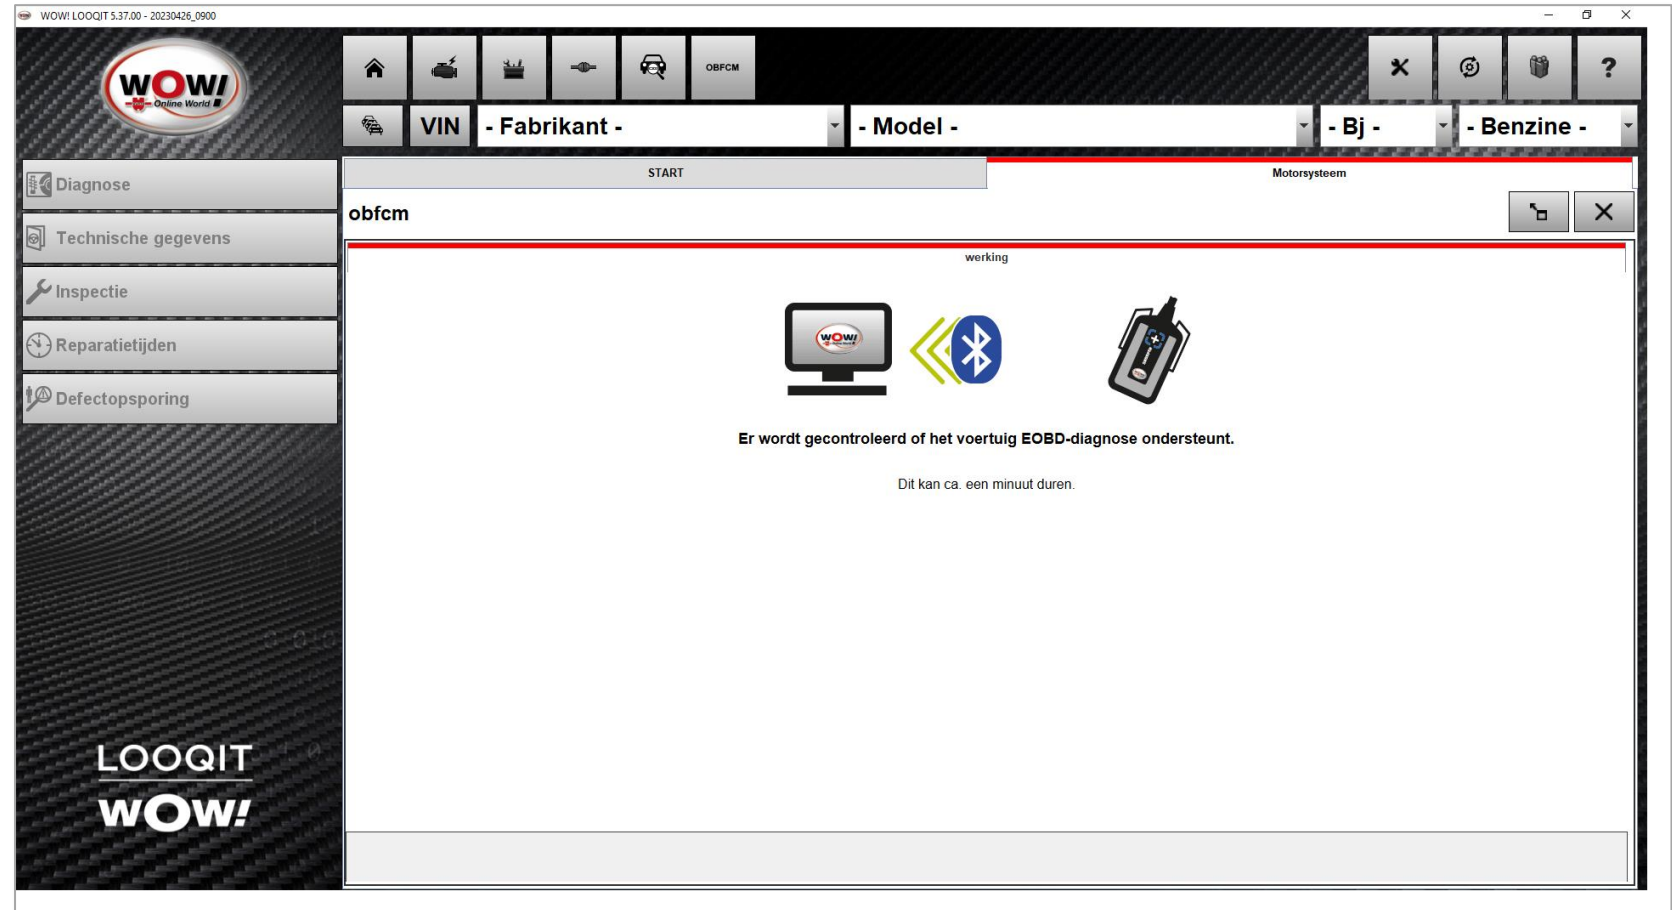 WOW! LOOQIT 5.37.00 - 20230426_0900
WOW!
Online World
OBFCM
?
VIN
- Fabrikant -
- Model -
- Bj -
- Benzine -
Diagnose
Technische gegevens
Inspectie
Reparatietijden
Defectopsporing
START
Motorsysteem
obfcm
werking
WOW!
Er wordt gecontroleerd of het voertuig EOBD-diagnose ondersteunt.
Dit kan ca. een minuut duren.
LOOQIT
WOW!